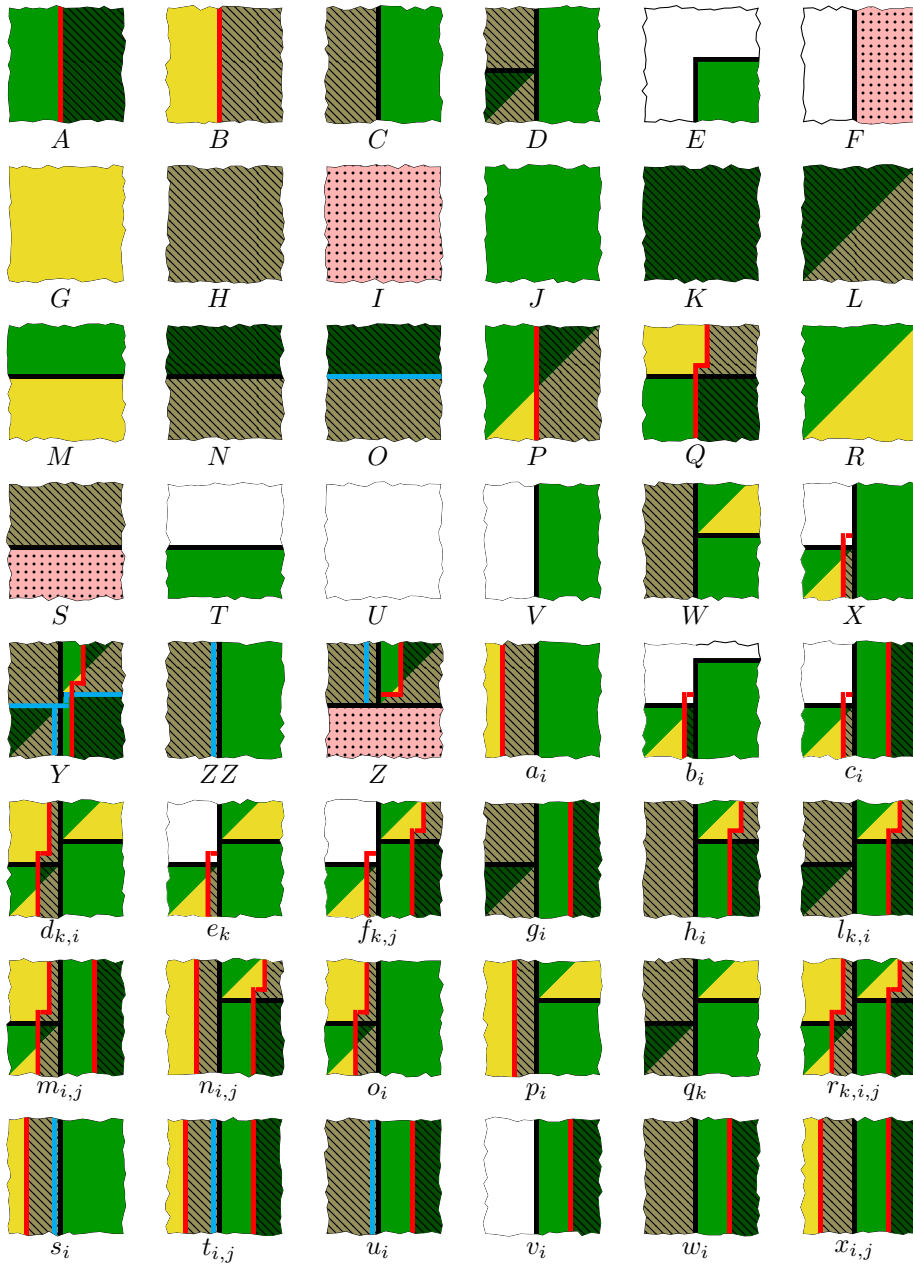 A B C D E F
G H I J K L
M N O P Q R
S T U V W X
Y ZZ Z a_i b_i c_i
d_{k,i} e_k f_{k,j} g_i h_i l_{k,i}
m_{i,j} n_{i,j} o_i p_i q_k r_{k,i,j}
s_i t_{i,j} u_i v_i w_i x_{i,j}